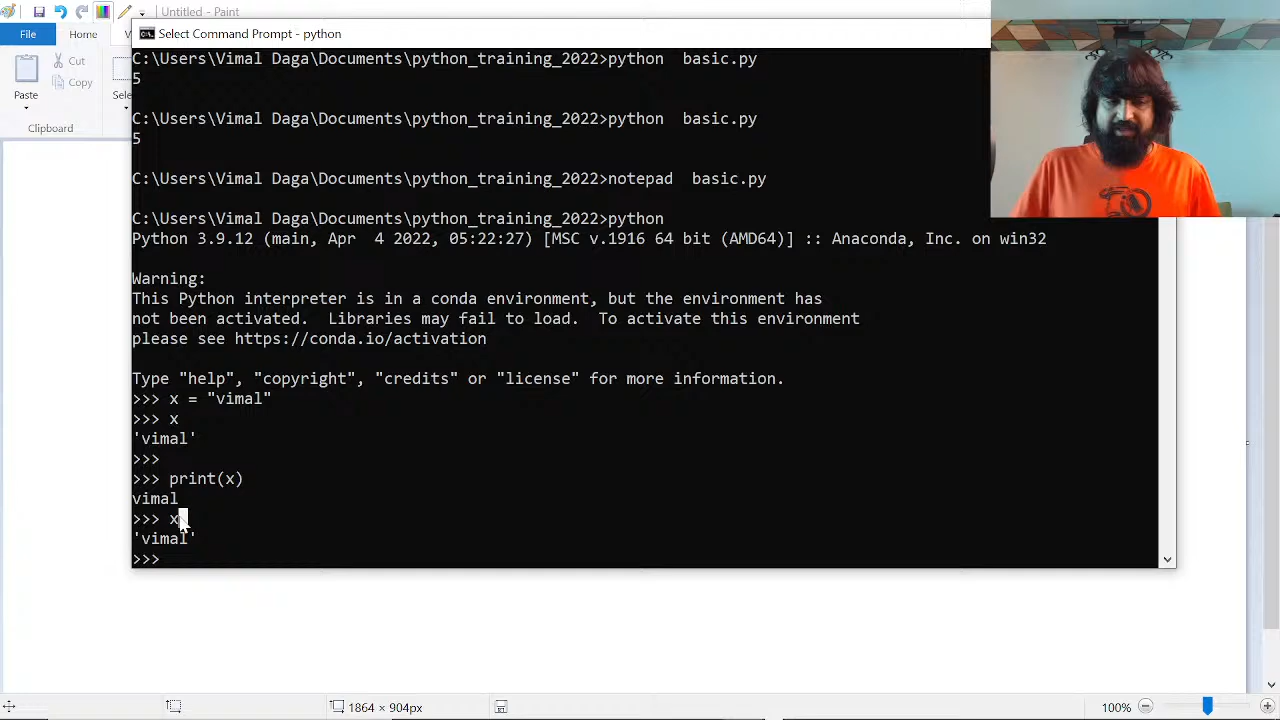 Untitled - Paint
File
Home
V
Cut
Copy
Paste
Sele
Clipboard
Select Command Prompt - python
C:\Users\Vimal Daga\Documents\python_training_2022>python  basic.py
5
C:\Users\Vimal Daga\Documents\python_training_2022>python  basic.py
5
C:\Users\Vimal Daga\Documents\python_training_2022>notepad  basic.py
C:\Users\Vimal Daga\Documents\python_training_2022>python
Python 3.9.12 (main, Apr  4 2022, 05:22:27) [MSC v.1916 64 bit (AMD64)] :: Anaconda, Inc. on win32
Warning:
This Python interpreter is in a conda environment, but the environment has
not been activated.  Libraries may fail to load.  To activate this environment
please see https://conda.io/activation
Type "help", "copyright", "credits" or "license" for more information.
>>> x = "vimal"
>>> x
'vimal'
>>>
>>> print(x)
vimal
>>> x
'vimal'
>>>
1864 × 904px
100%